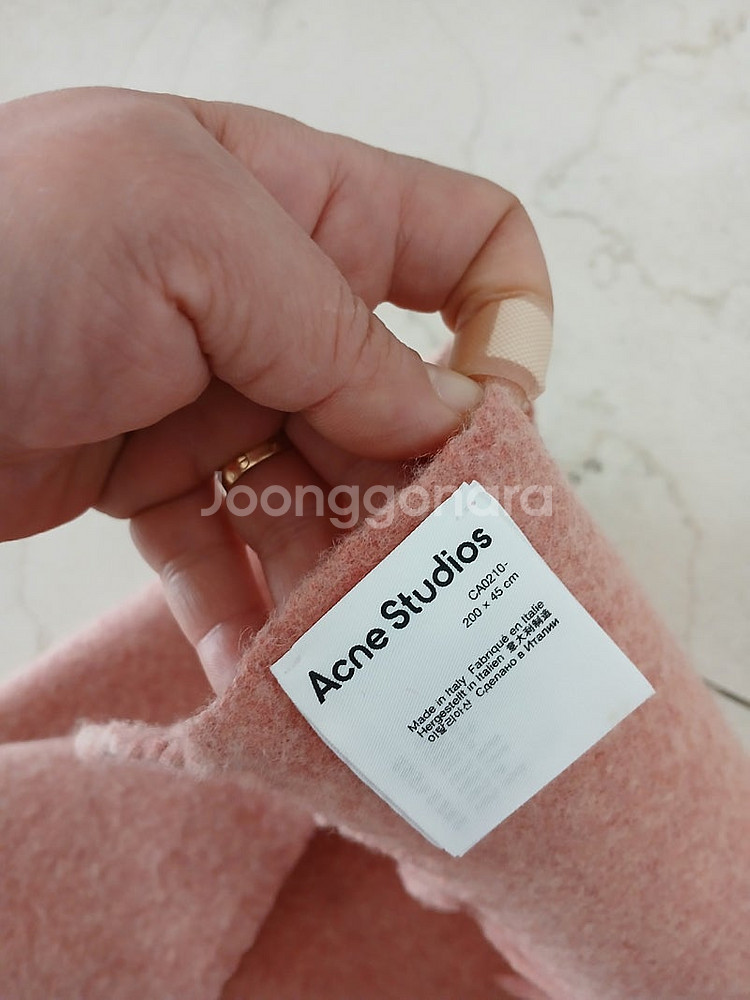 Joonggonara
Acne Studios
CA0210-
200 × 45 cm
Made in Italy Fabriqué en Italie
Hergestellt in Italien 意大利制造
이탈리아산 Сделано в Италии